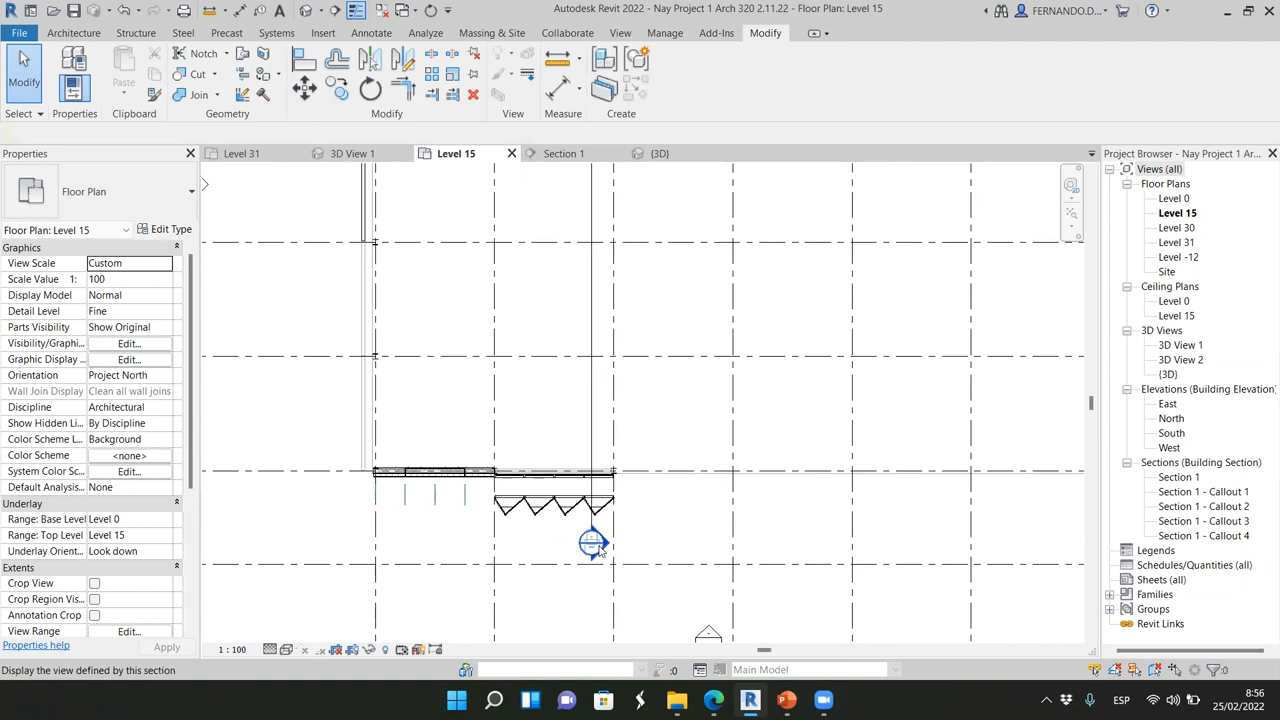 Autodesk Revit 2022 - Nay Project 1 Arch 320 2.11.22 - Floor Plan: Level 15
FERNANDO.D...
File Architecture Structure Steel Precast Systems Insert Annotate Analyze Massing & Site Collaborate View Manage Add-Ins Modify
Modify Paste Notch Cut Join
Select Properties Clipboard Geometry Modify View Measure Create
Properties
Level 31 3D View 1 Level 15 Section 1 {3D}
Project Browser - Nay Project 1 Ar...
Floor Plan
Floor Plan: Level 15 Edit Type
Graphics
View Scale Custom
Scale Value 1: 100
Display Model Normal
Detail Level Fine
Parts Visibility Show Original
Visibility/Graphi... Edit...
Graphic Display ... Edit...
Orientation Project North
Wall Join Display Clean all wall joins
Discipline Architectural
Show Hidden Li... By Discipline
Color Scheme L... Background
Color Scheme <none>
System Color Sc... Edit...
Default Analysis... None
Underlay
Range: Base Level Level 0
Range: Top Level Level 15
Underlay Orient... Look down
Extents
Crop View
Crop Region Vis...
Annotation Crop
View Range Edit...
Properties help Apply
Views (all)
Floor Plans
Level 0
Level 15
Level 30
Level 31
Level -12
Site
Ceiling Plans
Level 0
Level 15
3D Views
3D View 1
3D View 2
{3D}
Elevations (Building Elevation)
East
North
South
West
Sections (Building Section)
Section 1
Section 1 - Callout 1
Section 1 - Callout 2
Section 1 - Callout 3
Section 1 - Callout 4
Legends
Schedules/Quantities (all)
Sheets (all)
Families
Groups
Revit Links
1 : 100
Display the view defined by this section
:0 Main Model :0
ESP
8:56
25/02/2022